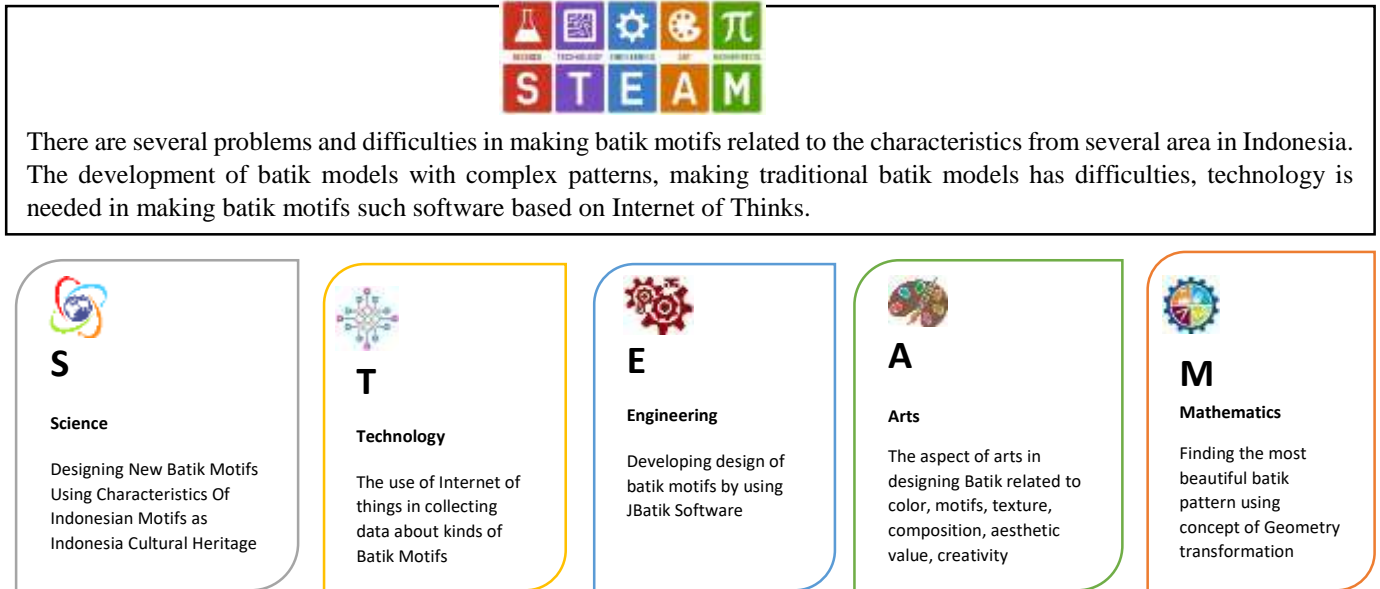 S T E A M
There are several problems and difficulties in making batik motifs related to the characteristics from several area in Indonesia.
The development of batik models with complex patterns, making traditional batik models has difficulties, technology is
needed in making batik motifs such software based on Internet of Thinks.
S
Science
Designing New Batik Motifs
Using Characteristics Of
Indonesian Motifs as
Indonesia Cultural Heritage
T
Technology
The use of Internet of
things in collecting
data about kinds of
Batik Motifs
E
Engineering
Developing design of
batik motifs by using
JBatik Software
A
Arts
The aspect of arts in
designing Batik related to
color, motifs, texture,
composition, aesthetic
value, creativity
M
Mathematics
Finding the most
beautiful batik
pattern using
concept of Geometry
transformation